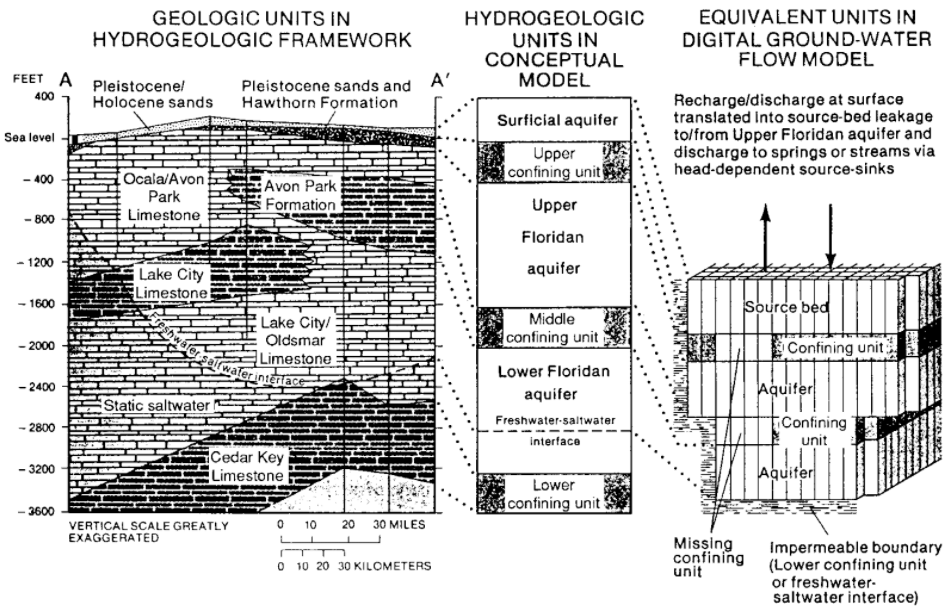 GEOLOGIC UNITS IN
HYDROGEOLOGIC FRAMEWORK
FEET
A
A′
Pleistocene/
Holocene sands
Pleistocene sands and
Hawthorn Formation
400
Sea level
– 400
– 800
– 1200
– 1600
– 2000
– 2400
– 2800
– 3200
– 3600
Ocala/Avon
Park
Limestone
Avon Park
Formation
Lake City
Limestone
Lake City/
Oldsmar
Limestone
Freshwater-saltwater interface
Static saltwater
Cedar Key
Limestone
VERTICAL SCALE GREATLY
EXAGGERATED
0 10 20 30 MILES
0 10 20 30 KILOMETERS
HYDROGEOLOGIC
UNITS IN
CONCEPTUAL
MODEL
Surficial aquifer
Upper
confining unit
Upper
Floridan
aquifer
Middle
confining unit
Lower Floridan
aquifer
Freshwater-saltwater
interface
Lower
confining unit
EQUIVALENT UNITS IN
DIGITAL GROUND-WATER
FLOW MODEL
Recharge/discharge at surface
translated into source-bed leakage
to/from Upper Floridan aquifer and
discharge to springs or streams via
head-dependent source-sinks
Source bed
Confining unit
Aquifer
Confining
unit
Aquifer
Missing
confining
unit
Impermeable boundary
(Lower confining unit
or freshwater-
saltwater interface)